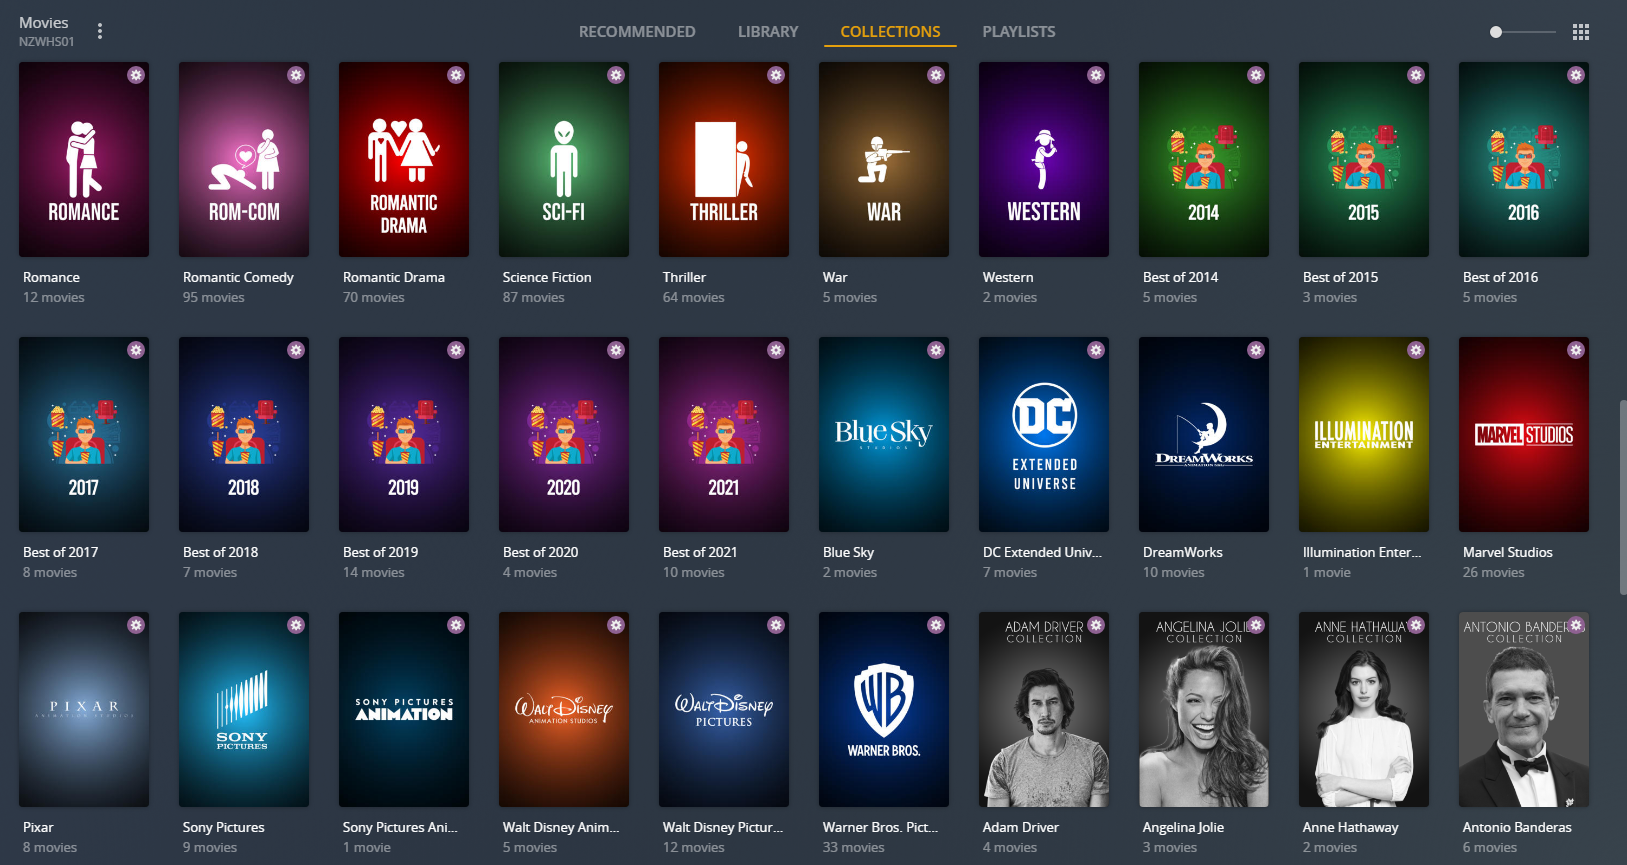 Movies
NZWHS01
RECOMMENDED
LIBRARY
COLLECTIONS
PLAYLISTS
ROMANCE
ROM-COM
ROMANTIC
DRAMA
SCI-FI
THRILLER
WAR
WESTERN
2014
2015
2016
Romance
Romantic Comedy
Romantic Drama
Science Fiction
Thriller
War
Western
Best of 2014
Best of 2015
Best of 2016
12 movies
95 movies
70 movies
87 movies
64 movies
5 movies
2 movies
5 movies
3 movies
5 movies
2017
2018
2019
2020
2021
BLUE SKY
STUDIOS
DC
EXTENDED
UNIVERSE
DREAMWORKS
ANIMATION SKG
ILLUMINATION
ENTERTAINMENT
MARVEL STUDIOS
Best of 2017
Best of 2018
Best of 2019
Best of 2020
Best of 2021
Blue Sky
DC Extended Univ...
DreamWorks
Illumination Enter...
Marvel Studios
8 movies
7 movies
14 movies
4 movies
10 movies
2 movies
7 movies
10 movies
1 movie
26 movies
PIXAR
ANIMATION STUDIOS
SONY
PICTURES
SONY PICTURES
ANIMATION
WALT DISNEY
ANIMATION STUDIOS
WALT DISNEY
PICTURES
WB
WARNER BROS.
ADAM DRIVER
COLLECTION
ANGELINA JOLIE
COLLECTION
ANNE HATHAWAY
COLLECTION
ANTONIO BANDERAS
COLLECTION
Pixar
Sony Pictures
Sony Pictures Ani...
Walt Disney Anim...
Walt Disney Pictur...
Warner Bros. Pict...
Adam Driver
Angelina Jolie
Anne Hathaway
Antonio Banderas
8 movies
9 movies
1 movie
5 movies
12 movies
33 movies
4 movies
3 movies
2 movies
6 movies